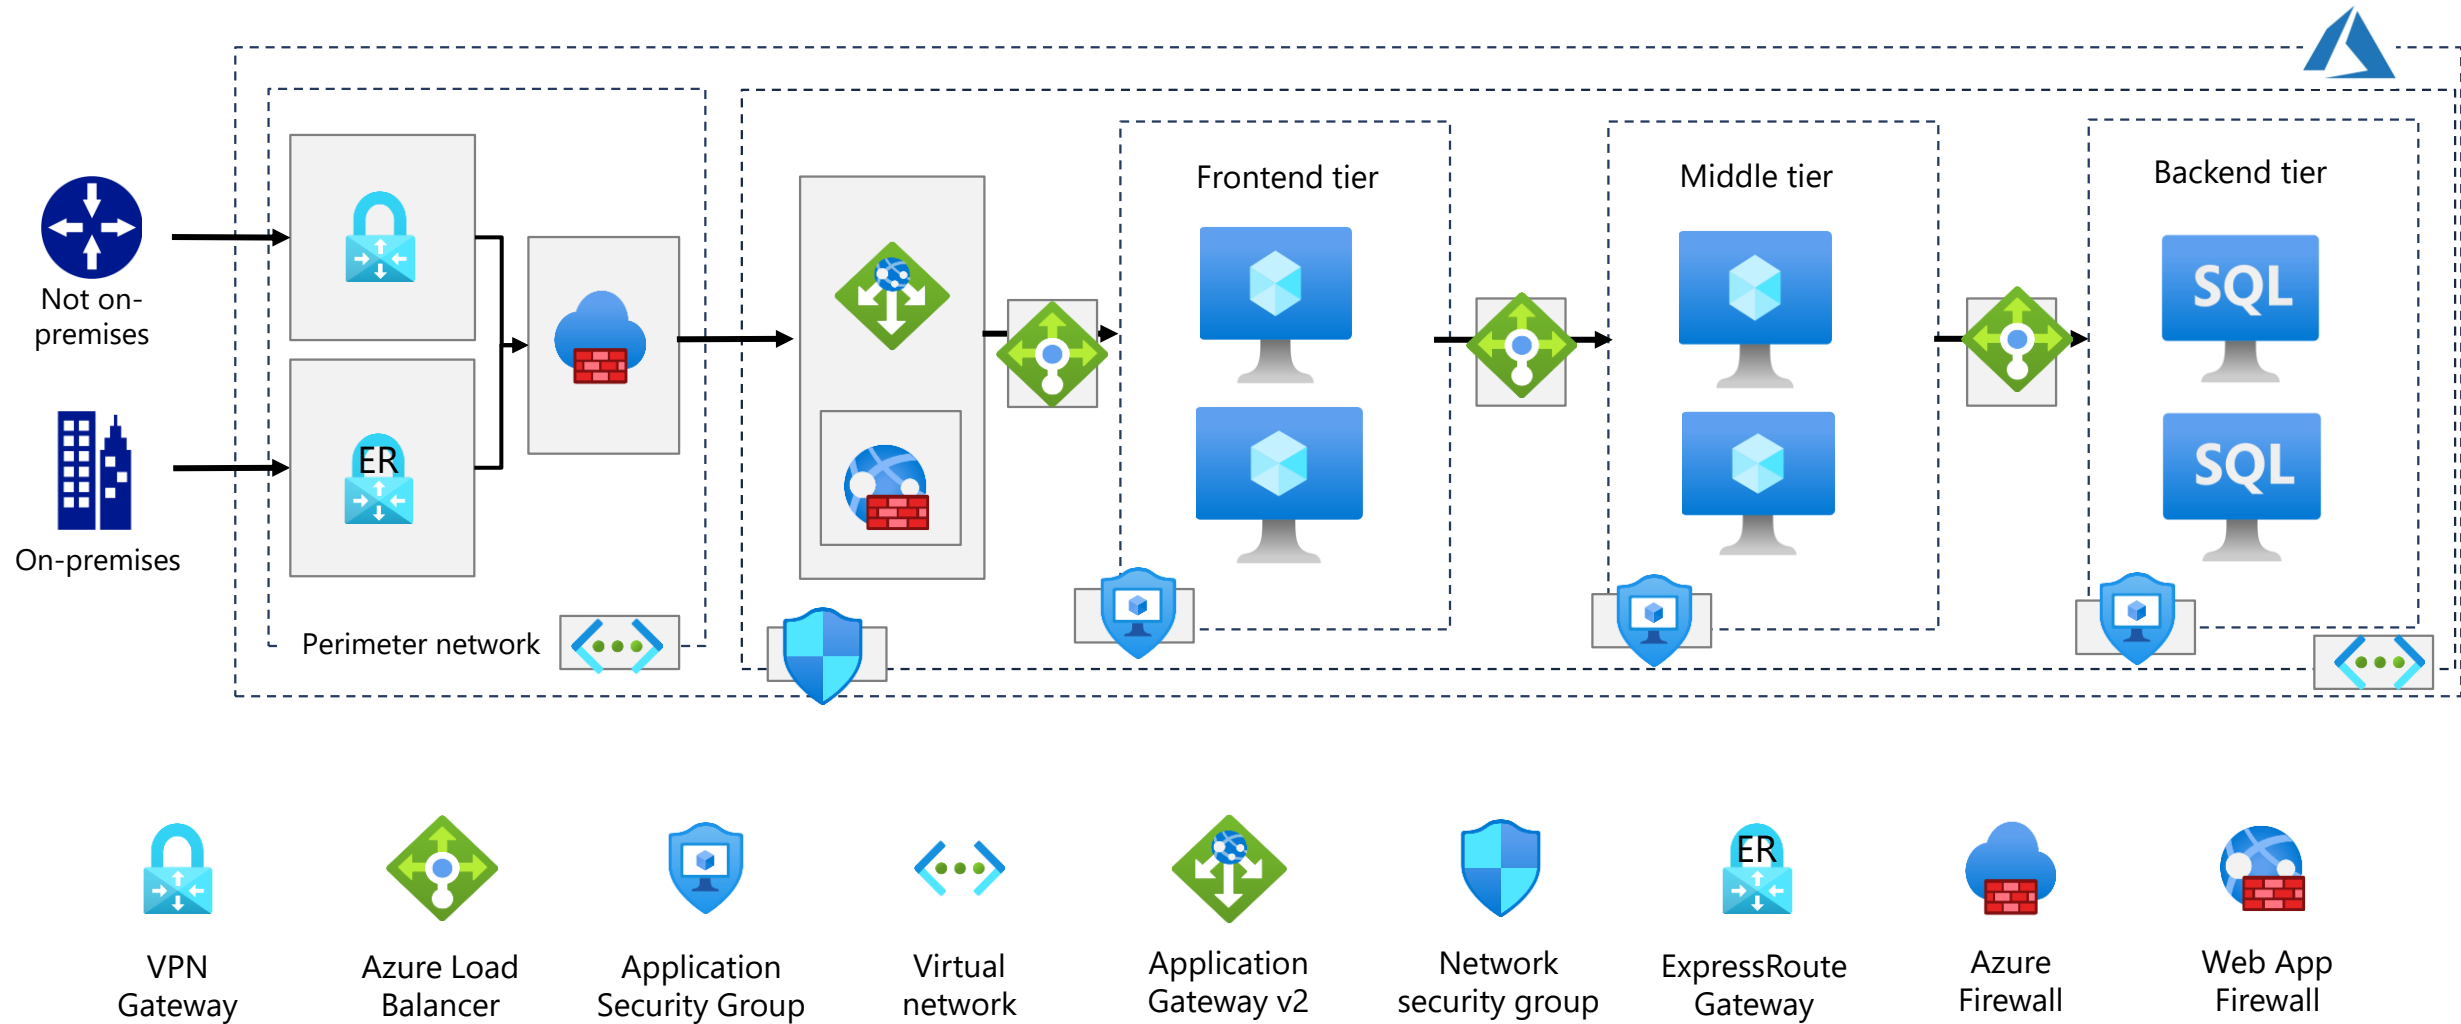 Frontend tier
Middle tier
Backend tier
SQL
SQL
Not on-
premises
ER
On-premises
Perimeter network
ER
VPN
Gateway
Azure Load
Balancer
Application
Security Group
Virtual
network
Application
Gateway v2
Network
security group
ExpressRoute
Gateway
Azure
Firewall
Web App
Firewall